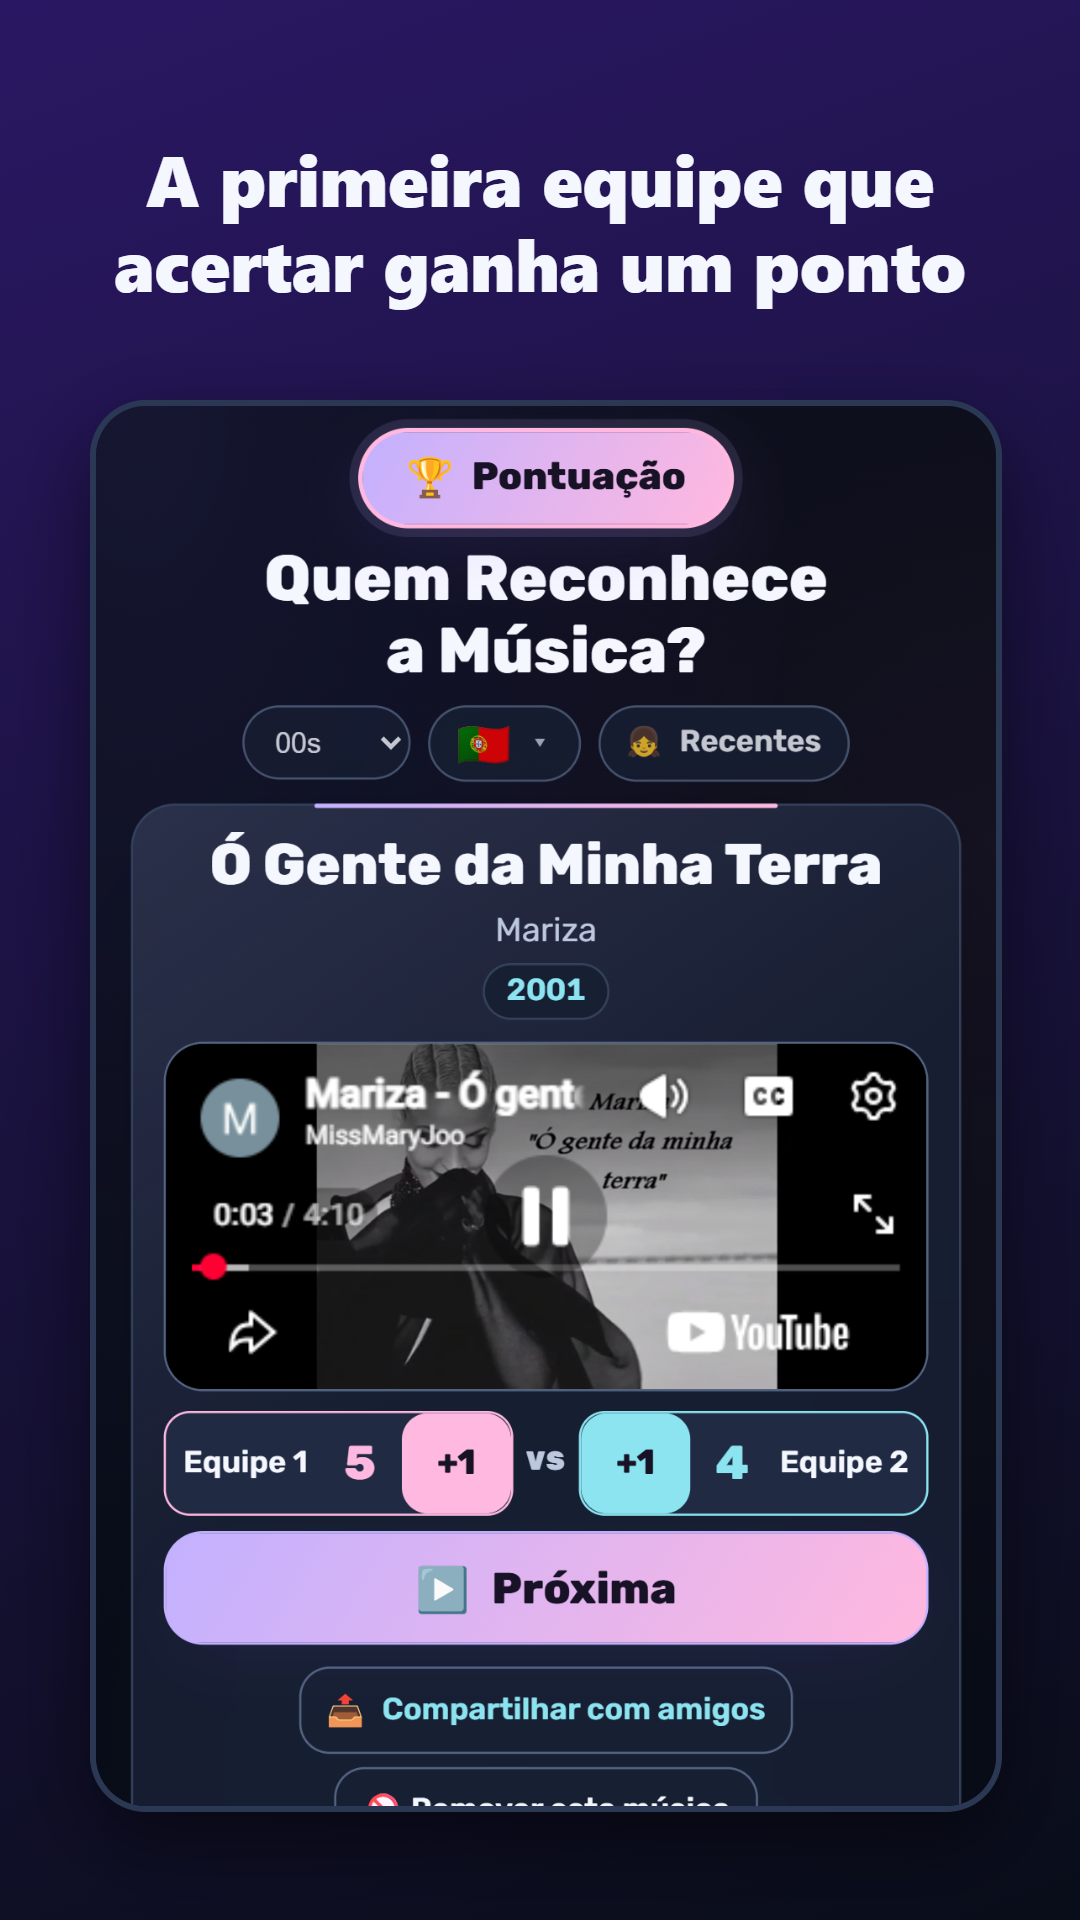 A primeira equipe que
acertar ganha um ponto
🏆 Pontuação
Quem Reconhece
a Música?
00s
Recentes
Ó Gente da Minha Terra
Mariza
2001
M
Mariza - Ó gent
MissMaryJoo
CC
"Ó gente da minha
terra"
0:03 / 4:10
YouTube
Equipe 1 5 +1 vs +1 4 Equipe 2
Próxima
Compartilhar com amigos